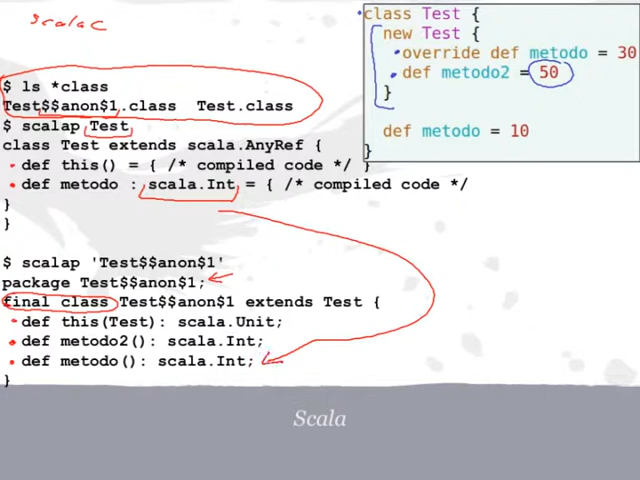 scalac
$ ls *class
Test$$anon$1.class  Test.class
$ scalap Test
class Test extends scala.AnyRef {
def this() = { /* compiled code */ }
def metodo : scala.Int = { /* compiled code */
}
}
$ scalap 'Test$$anon$1'
package Test$$anon$1;
final class Test$$anon$1 extends Test {
def this(Test): scala.Unit;
def metodo2(): scala.Int;
def metodo(): scala.Int;
}
class Test {
new Test {
override def metodo = 30
def metodo2 = 50
}
def metodo = 10
}
Scala